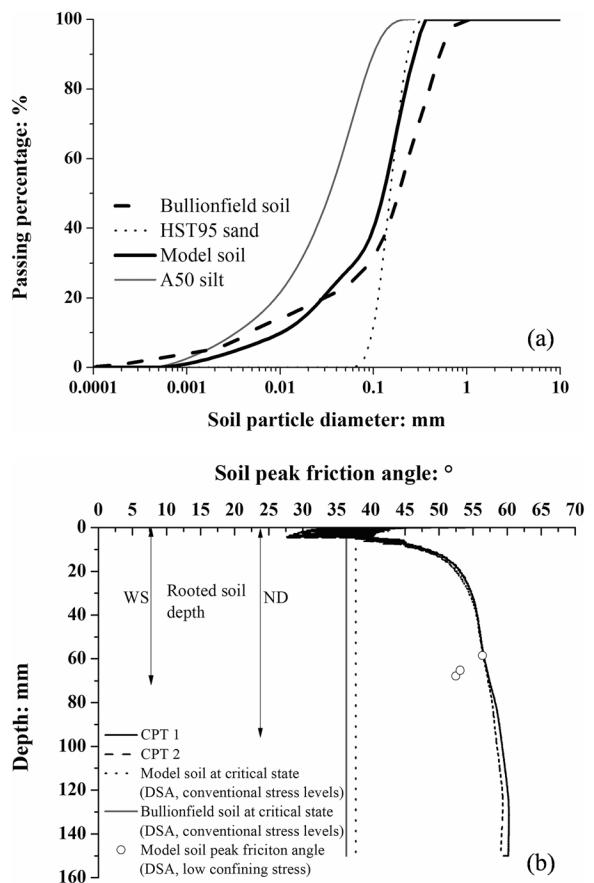 100
80
60
40
20
0
Passing percentage: %
Bullionfield soil
HST95 sand
Model soil
A50 silt
(a)
0.0001 0.001 0.01 0.1 1 10
Soil particle diameter: mm
Soil peak friction angle: °
0 5 10 15 20 25 30 35 40 45 50 55 60 65 70
0
20
40
60
80
100
120
140
160
Depth: mm
WS
Rooted soil
depth
ND
CPT 1
CPT 2
Model soil at critical state
(DSA, conventional stress levels)
Bullionfield soil at critical state
(DSA, conventional stress levels)
Model soil peak friciton angle
(DSA, low confining stress)
(b)